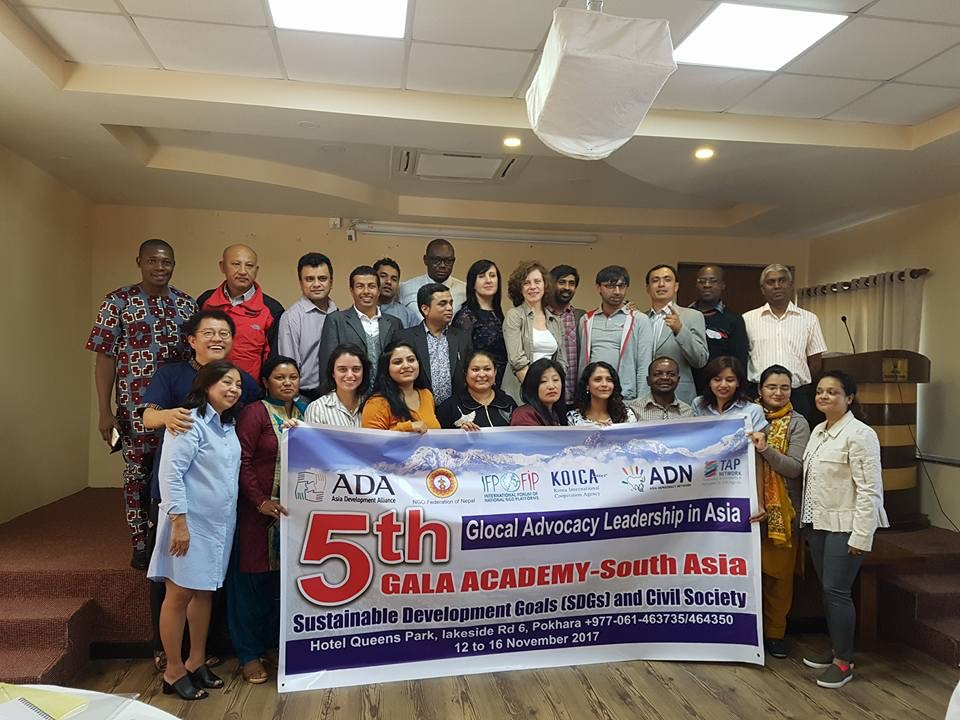 ADA
Asia Development Alliance
NGO Federation of Nepal
IFP FIP
INTERNATIONAL FORUM OF
NATIONAL NGO PLATFORMS
KOICA
Korea International
Cooperation Agency
ADN
ASIA DEMOCRACY NETWORK
TAP
NETWORK
5th
Glocal Advocacy Leadership in Asia
GALA ACADEMY-South Asia
Sustainable Development Goals (SDGs) and Civil Society
Hotel Queens Park, lakeside Rd 6, Pokhara +977-061-463735/464350
12 to 16 November 2017